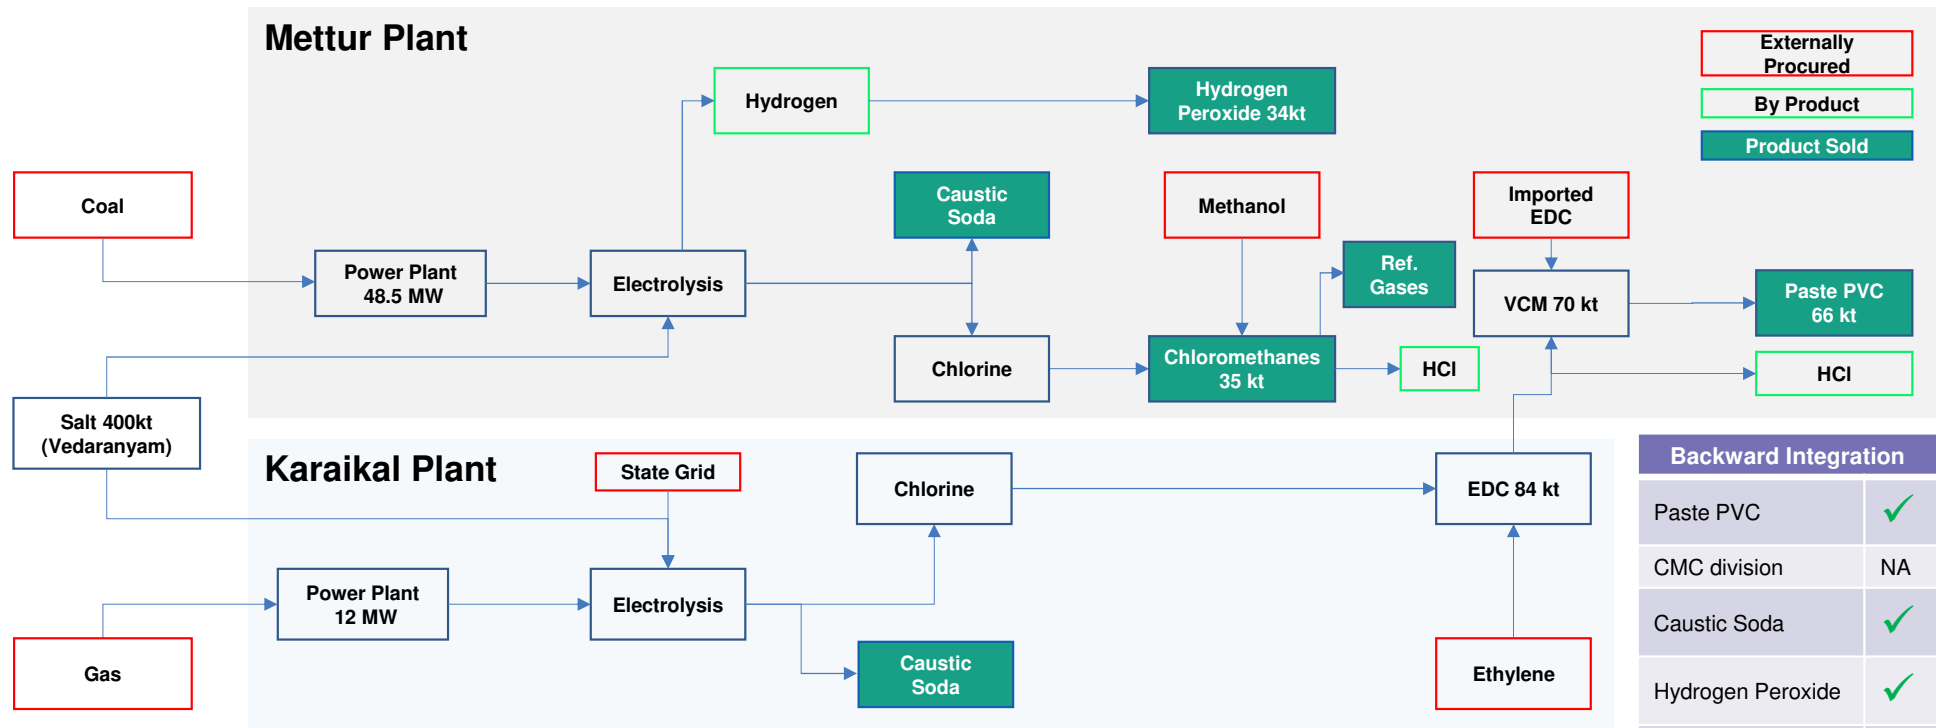 Mettur Plant
Externally
Procured
By Product
Product Sold
Hydrogen
Hydrogen
Peroxide 34kt
Coal
Caustic
Soda
Methanol
Imported
EDC
Power Plant
48.5 MW
Electrolysis
Ref.
Gases
VCM 70 kt
Paste PVC
66 kt
Chlorine
Chloromethanes
35 kt
HCl
HCl
Salt 400kt
(Vedaranyam)
Karaikal Plant
State Grid
Chlorine
EDC 84 kt
Power Plant
12 MW
Electrolysis
Gas
Caustic
Soda
Ethylene
Backward Integration
Paste PVC ✓
CMC division NA
Caustic Soda ✓
Hydrogen Peroxide ✓